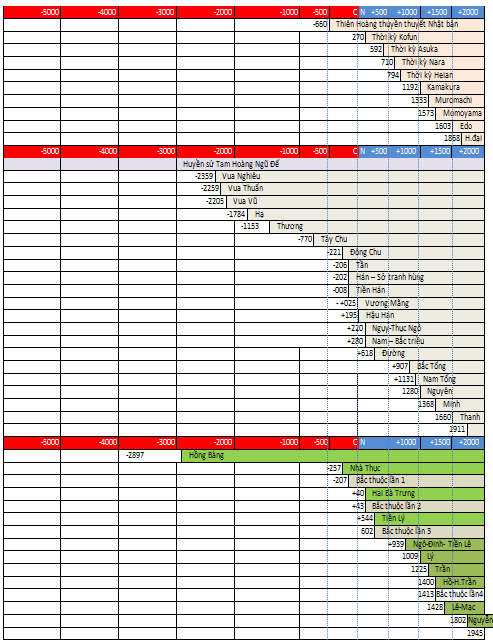 -5000 -4000 -3000 -2000 -1000 -500 C N +500 +1000 +1500 +2000
-660 Thiên Hoàng thuyền thuyết Nhật bản
270 Thời kỳ Kofun
592 Thời kỳ Asuka
710 Thời kỳ Nara
794 Thời kỳ Heian
1192 Kamakura
1333 Muromachi
1573 Momoyama
1603 Edo
1868 H.đại
-5000 -4000 -3000 -2000 -1000 -500 C N +500 +1000 +1500 +2000
Huyền sử Tam Hoàng Ngũ Đế
-2359 Vua Nghiêu
-2259 Vua Thuấn
-2205 Vua Vũ
-1784 Hạ
-1153 Thương
-770 Tây Chu
-221 Đông Chu
-206 Tần
-202 Hán – Sở tranh hùng
-008 Tiền Hán
- +025 Vương Mãng
+195 Hậu Hán
+220 Ngụy-Thục Ngô
+280 Nam – Bắc triều
+618 Đường
+907 Bắc Tống
+1131 Nam Tống
1280 Nguyên
1368 Minh
1660 Thanh
1911
-5000 -4000 -3000 -2000 -1000 -500 C N +500 +1000 +1500 +2000
-2897 Hồng Bàng
-257 Nhà Thục
-207 Bắc thuộc lần 1
+40 Hai Bà Trưng
+43 Bắc thuộc lần 2
+544 Tiền Lý
602 Bắc thuộc lần 3
+939 Ngô-Đinh- Tiền Lê
1009 Lý
1225 Trần
1400 Hồ-H.Trần
1413 Bắc thuộc lần4
1428 Lê-Mạc
1802 Nguyễn
1945